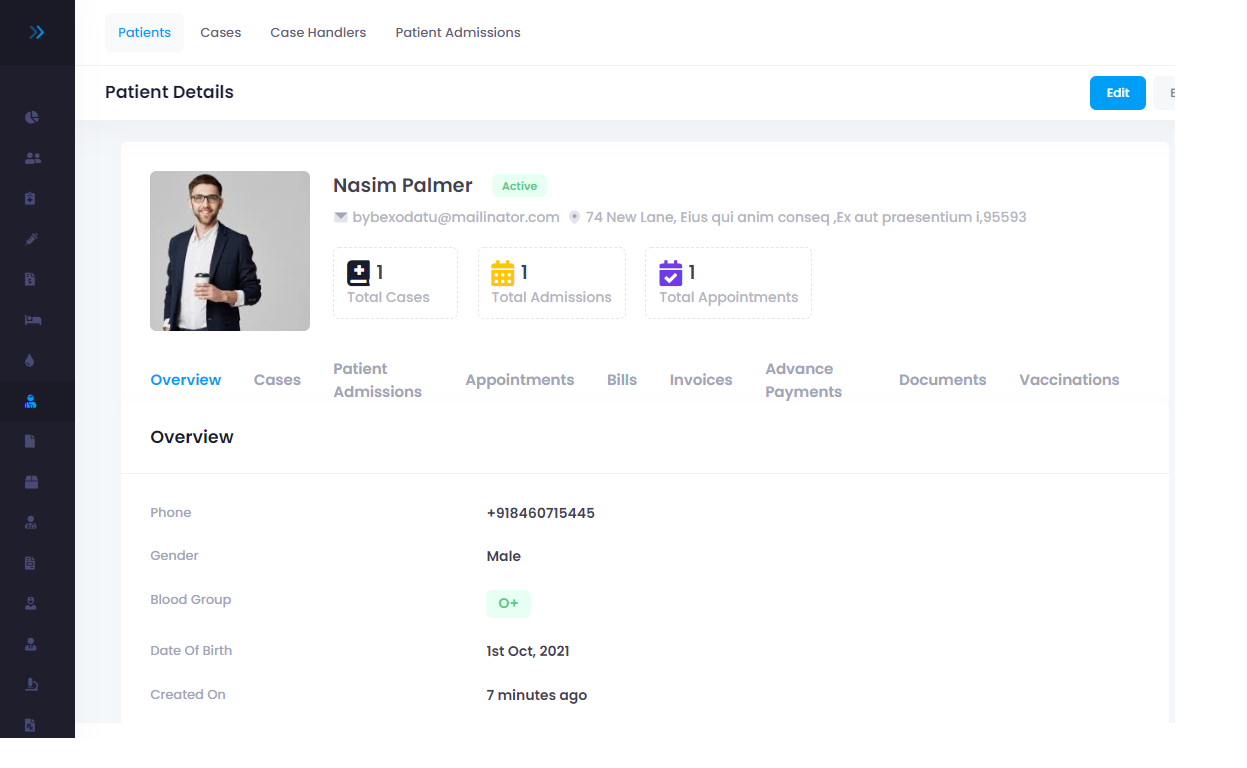 Patients Cases Case Handlers Patient Admissions
Patient Details Edit
Nasim Palmer Active
bybexodatu@mailinator.com 74 New Lane, Eius qui anim conseq ,Ex aut praesentium i,95593
1 1 1
Total Cases Total Admissions Total Appointments
Overview Cases Patient Admissions Appointments Bills Invoices Advance Payments Documents Vaccinations
Overview
Phone +918460715445
Gender Male
Blood Group O+
Date Of Birth 1st Oct, 2021
Created On 7 minutes ago